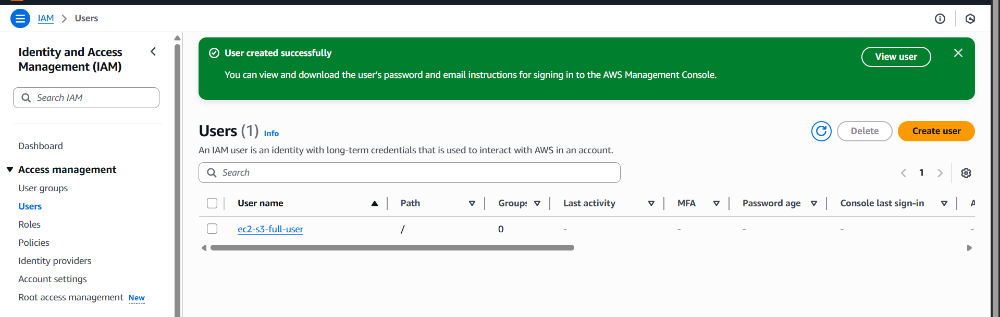 IAM > Users
Identity and Access
Management (IAM)
Search IAM
Dashboard
Access management
User groups
Users
Roles
Policies
Identity providers
Account settings
Root access management New
User created successfully
View user
You can view and download the user’s password and email instructions for signing in to the AWS Management Console.
Users (1) Info
Delete
Create user
An IAM user is an identity with long-term credentials that is used to interact with AWS in an account.
Search
1
User name Path Groups Last activity MFA Password age Console last sign-in A
ec2-s3-full-user / 0 - - - - -